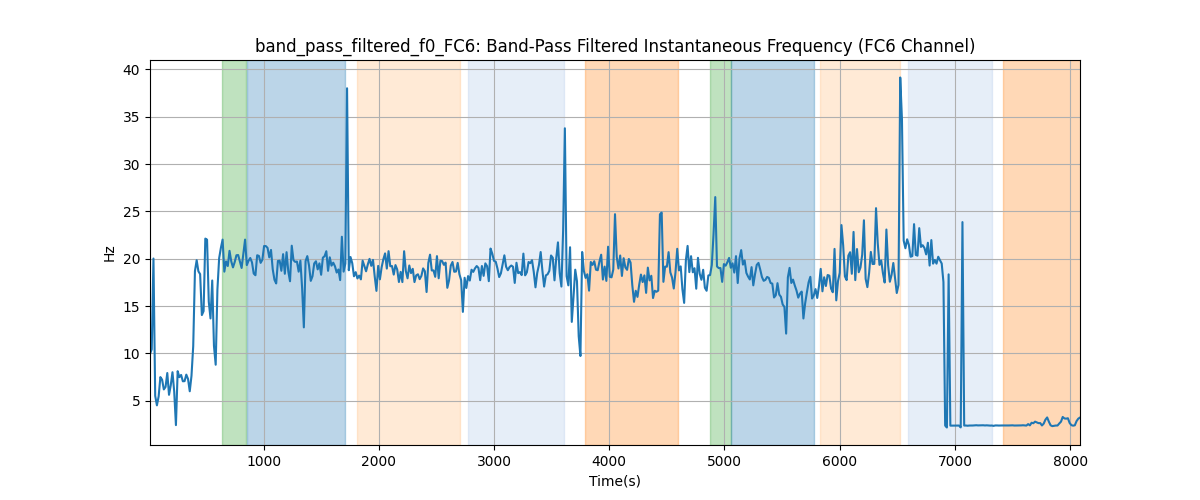 band_pass_filtered_f0_FC6: Band-Pass Filtered Instantaneous Frequency (FC6 Channel)
40
35
30
25
20
15
10
5
Hz
1000 2000 3000 4000 5000 6000 7000 8000
Time(s)